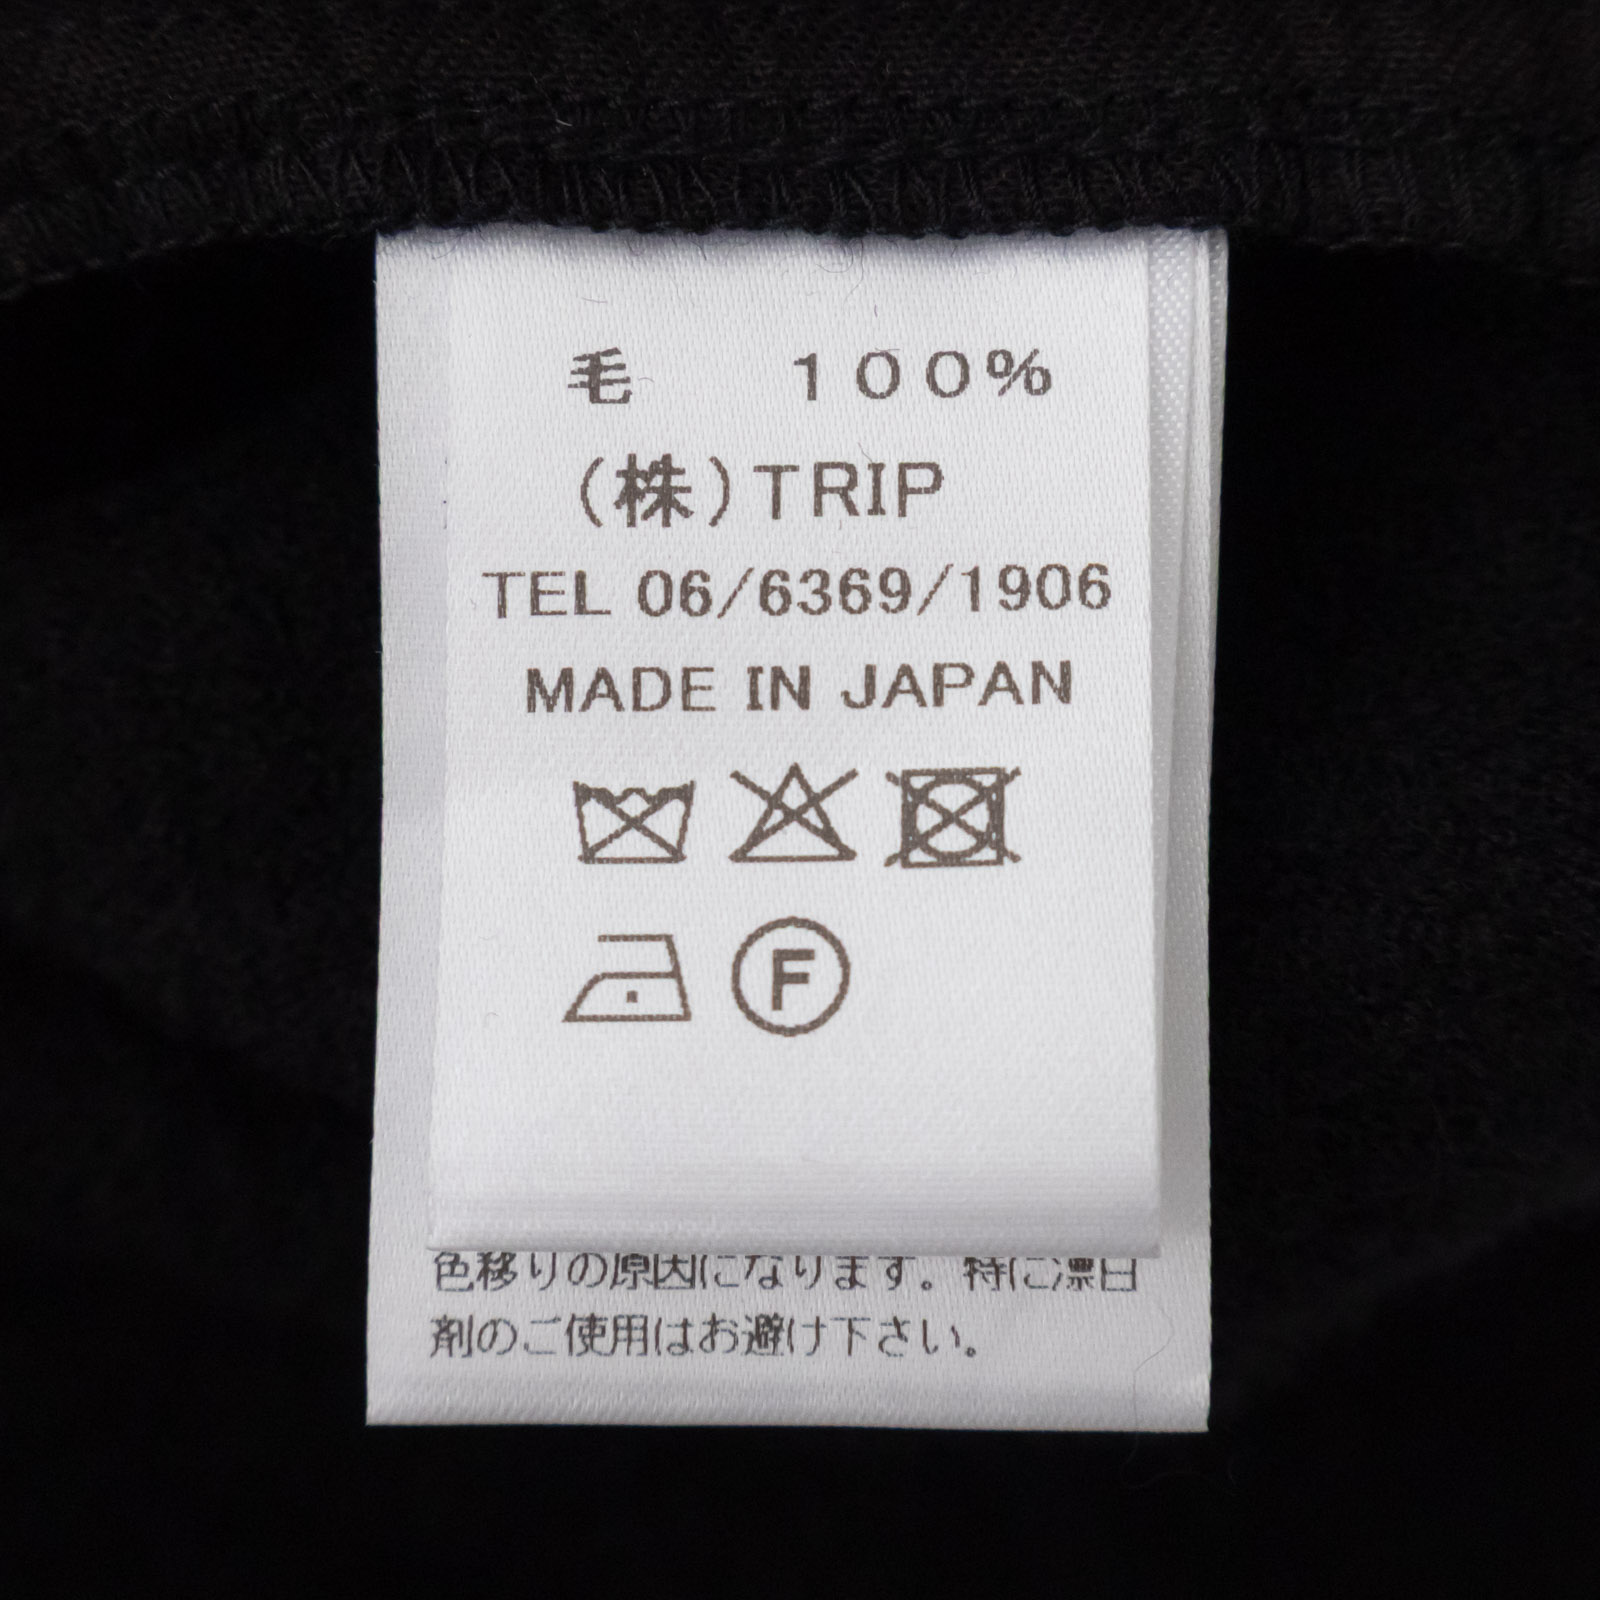 毛　１００％
（株）TRIP
TEL 06/6369/1906
MADE IN JAPAN
F
色移りの原因になります。特に漂白
剤のご使用はお避け下さい。